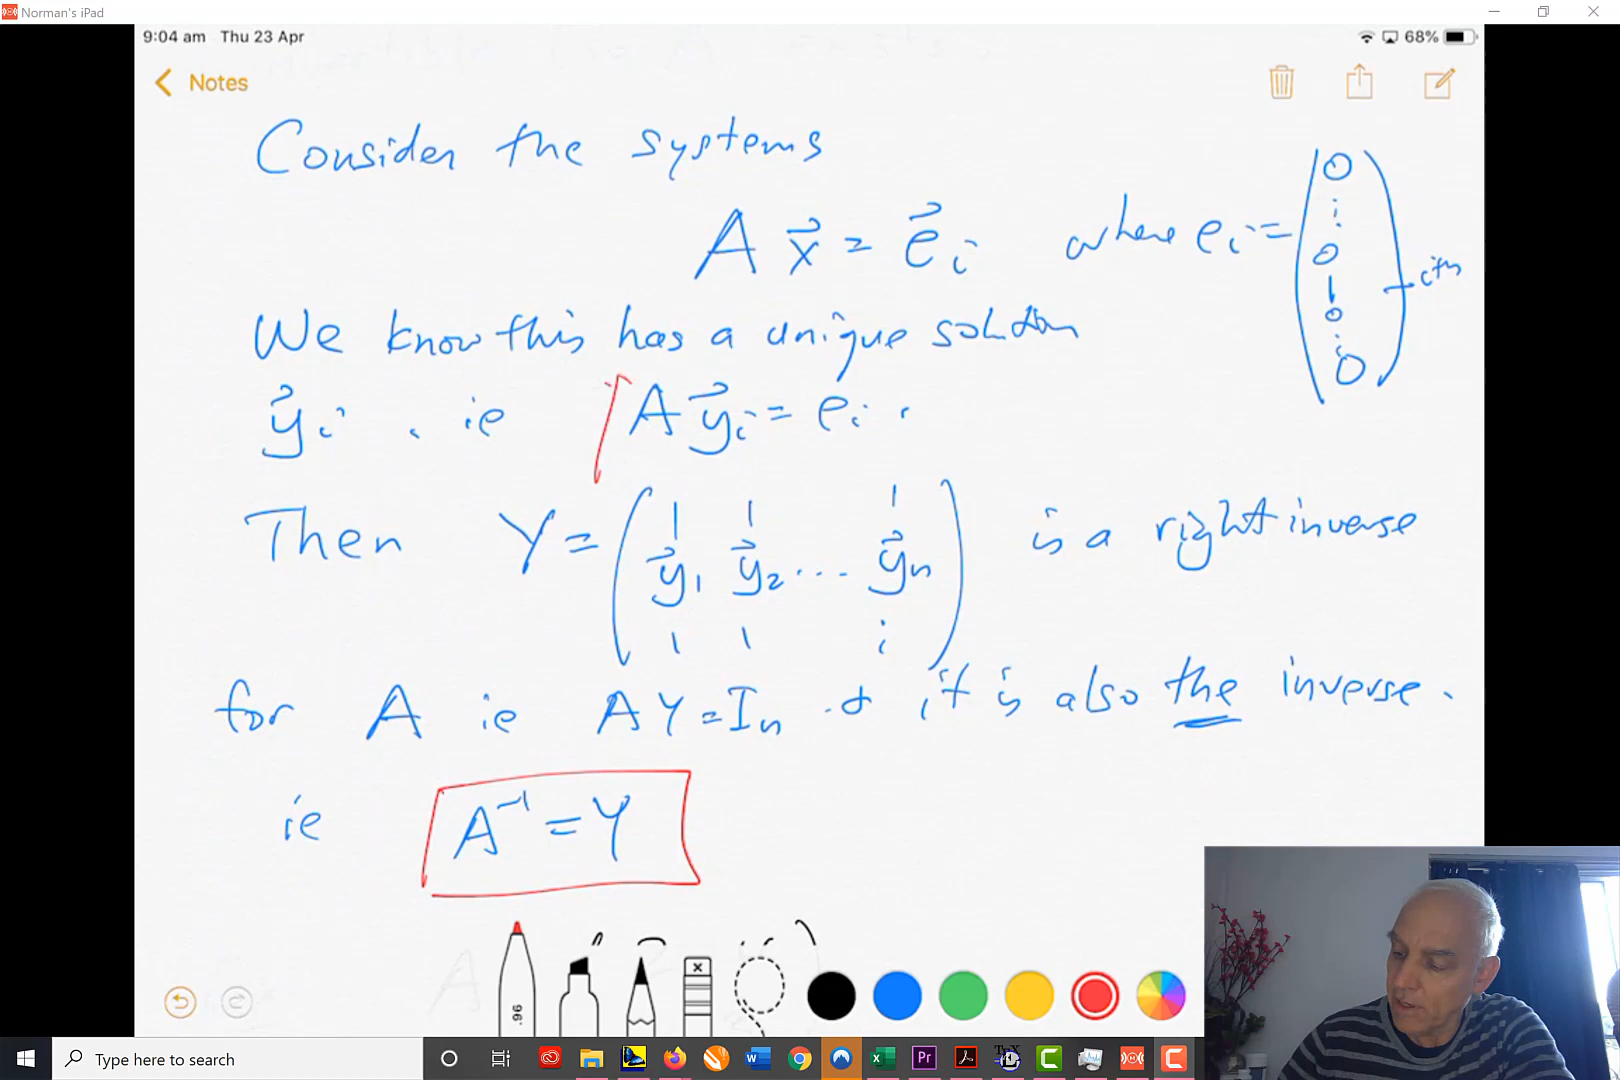 Norman's iPad
9:04 am Thu 23 Apr
68%
Notes
Consider the systems
A x⃗ = e⃗ i where ei = (0 ⋮ 0 1 0 ⋮ 0) ith
We know this has a unique solution
y⃗i . ie A y⃗i = ei .
Then Y = (y⃗1 y⃗2 ... y⃗n) is a right inverse
for A ie AY = In & it is also the inverse.
ie A⁻¹ = Y
.96
Type here to search